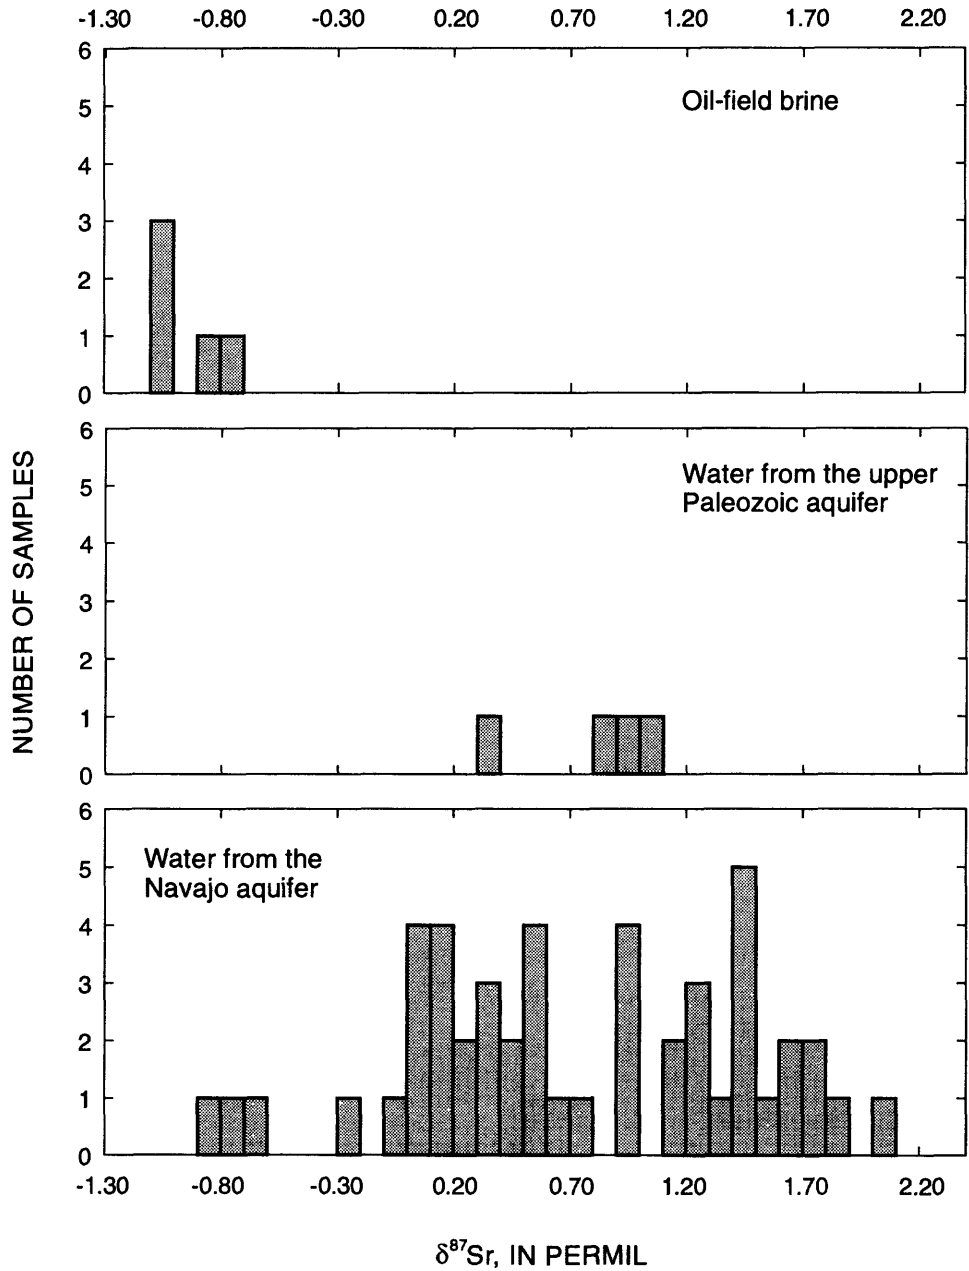 -1.30 -0.80 -0.30 0.20 0.70 1.20 1.70 2.20
6
5
4
3
2
1
0
Oil-field brine
6
5
4
3
2
1
0
Water from the upper
Paleozoic aquifer
NUMBER OF SAMPLES
6
5
4
3
2
1
0
Water from the
Navajo aquifer
-1.30 -0.80 -0.30 0.20 0.70 1.20 1.70 2.20
δ⁸⁷Sr, IN PERMIL